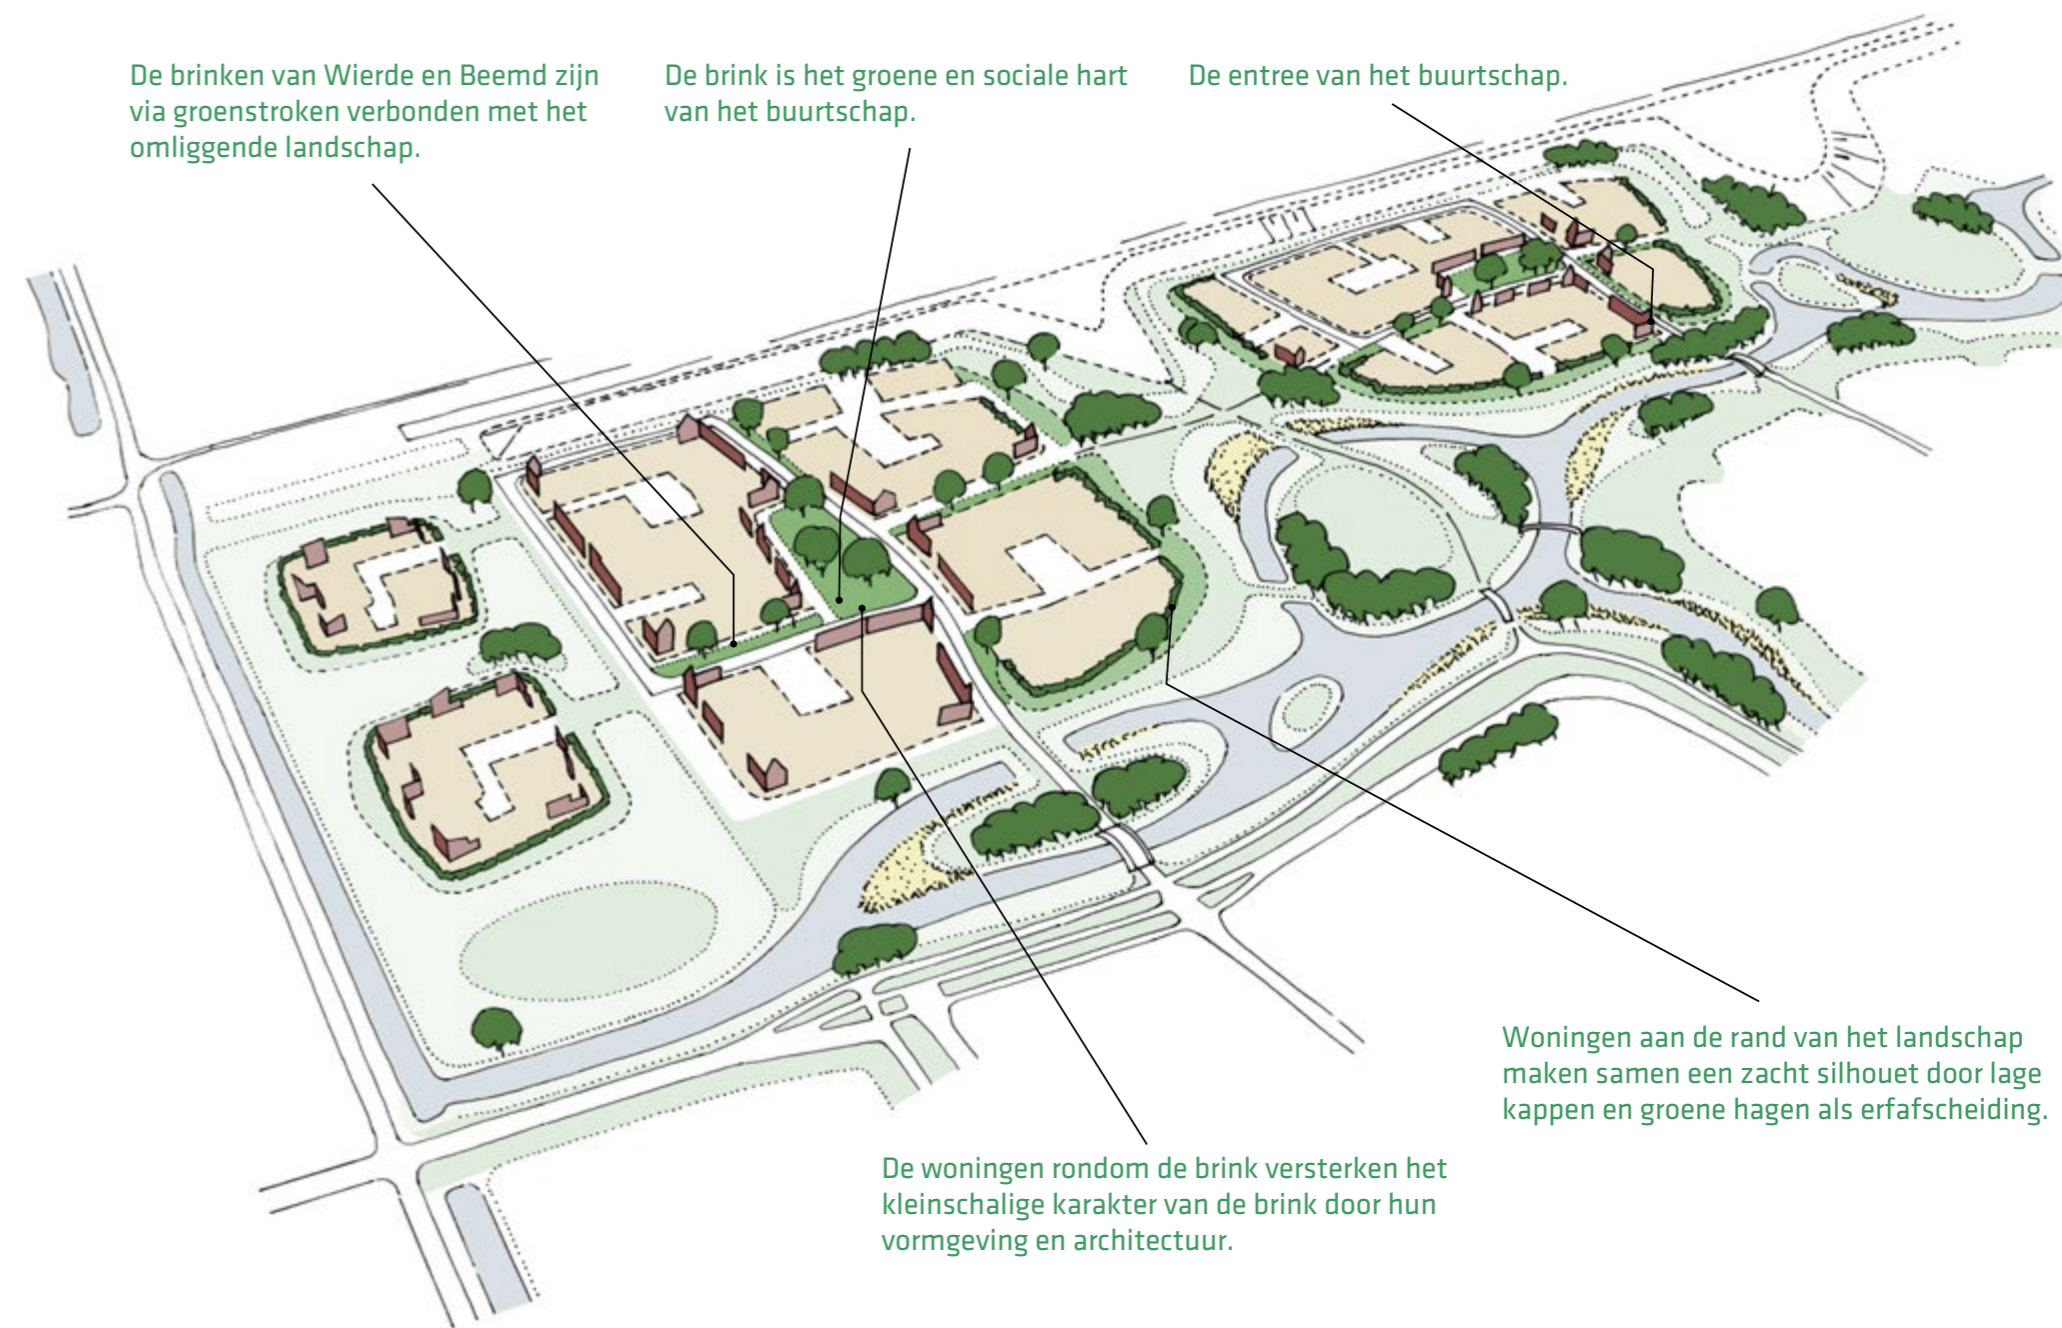 De brinken van Wierde en Beemd zijn
via groenstroken verbonden met het
omliggende landschap.
De brink is het groene en sociale hart
van het buurtschap.
De entree van het buurtschap.
Woningen aan de rand van het landschap
maken samen een zacht silhouet door lage
kappen en groene hagen als erfafscheiding.
De woningen rondom de brink versterken het
kleinschalige karakter van de brink door hun
vormgeving en architectuur.